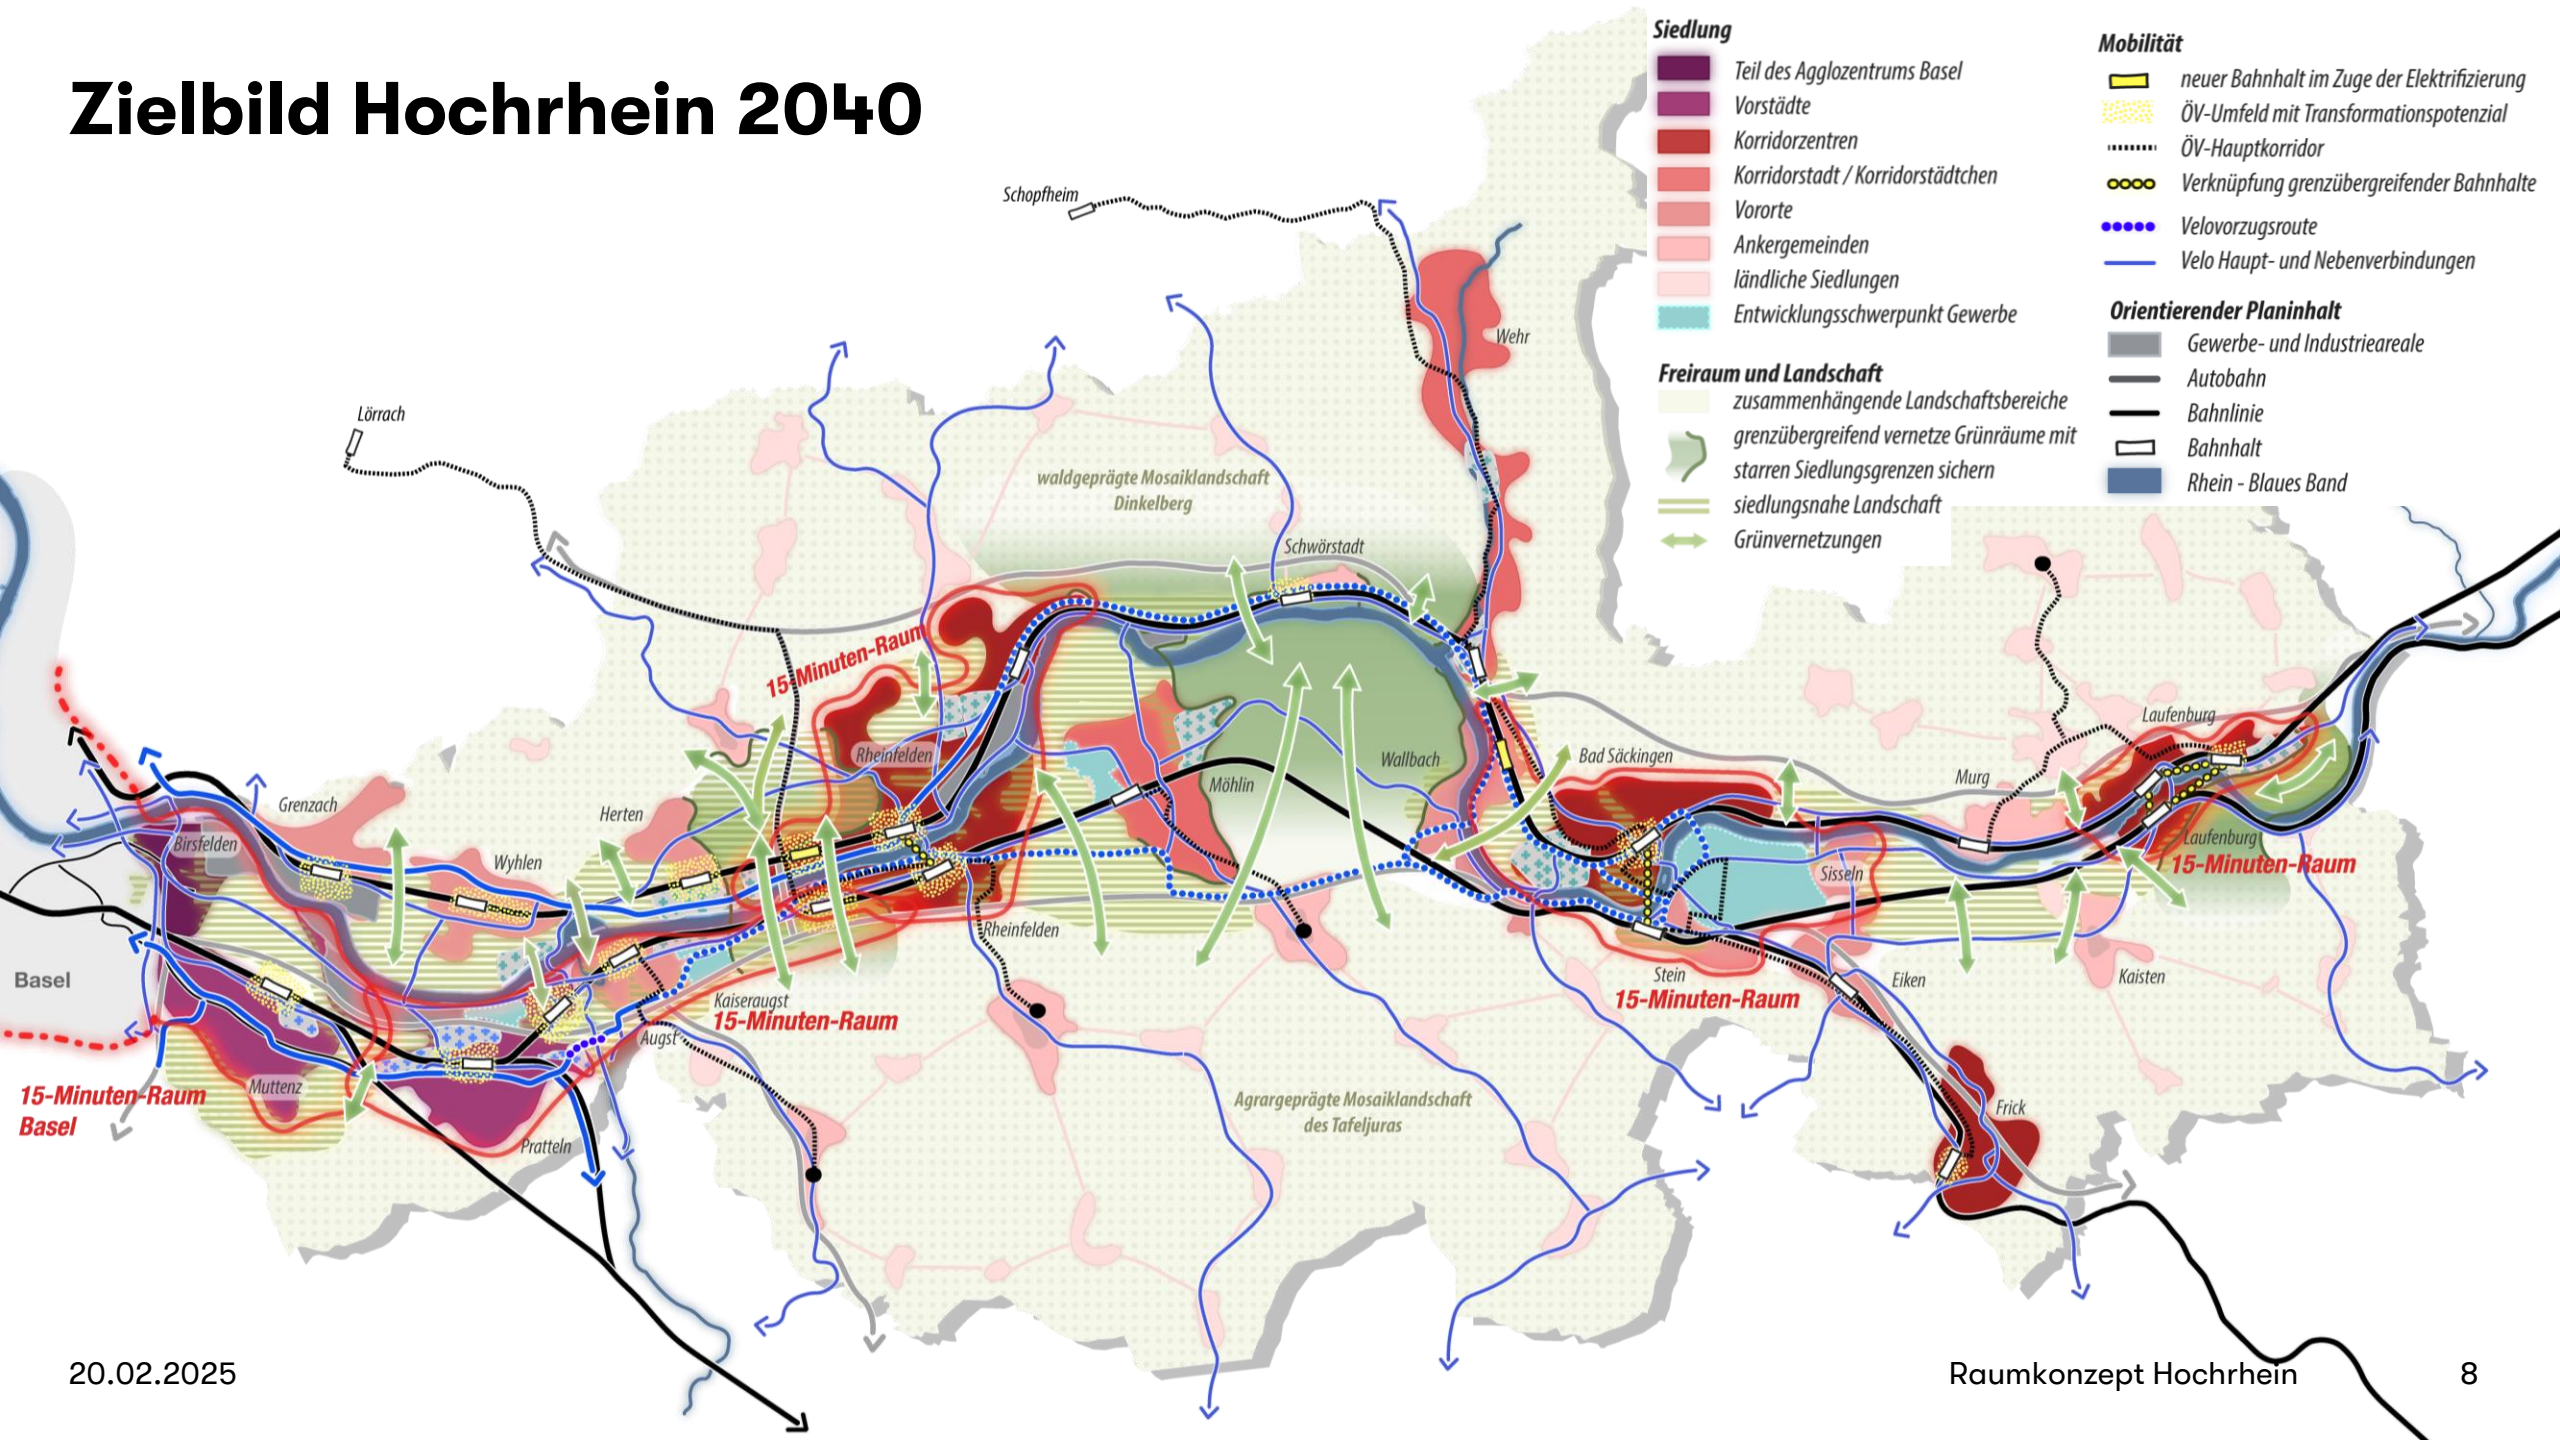 Zielbild Hochrhein 2040
Siedlung
Teil des Agglozentrums Basel
Vorstädte
Korridorzentren
Korridorstadt / Korridorstädtchen
Vororte
Ankergemeinden
ländliche Siedlungen
Entwicklungsschwerpunkt Gewerbe
Freiraum und Landschaft
zusammenhängende Landschaftsbereiche
grenzübergreifend vernetze Grünräume mit
starren Siedlungsgrenzen sichern
siedlungsnahe Landschaft
Grünvernetzungen
Mobilität
neuer Bahnhalt im Zuge der Elektrifizierung
ÖV-Umfeld mit Transformationspotenzial
ÖV-Hauptkorridor
Verknüpfung grenzübergreifender Bahnhalte
Velovorzugsroute
Velo Haupt- und Nebenverbindungen
Orientierender Planinhalt
Gewerbe- und Industrieareale
Autobahn
Bahnlinie
Bahnhalt
Rhein - Blaues Band
Schopfheim
Wehr
Lörrach
waldgeprägte Mosaiklandschaft
Dinkelberg
Schwörstadt
15-Minuten-Raum
Rheinfelden
Laufenburg
Wallbach
Bad Säckingen
Murg
Möhlin
Grenzach
Herten
Birsfelden
Wyhlen
Laufenburg
15-Minuten-Raum
Sisseln
Rheinfelden
Basel
Stein
15-Minuten-Raum
Eiken
Kaisten
Kaiseraugst
15-Minuten-Raum
Augst
Muttenz
15-Minuten-Raum
Basel
Pratteln
Agrargeprägte Mosaiklandschaft
des Tafeljuras
Frick
20.02.2025
Raumkonzept Hochrhein
8